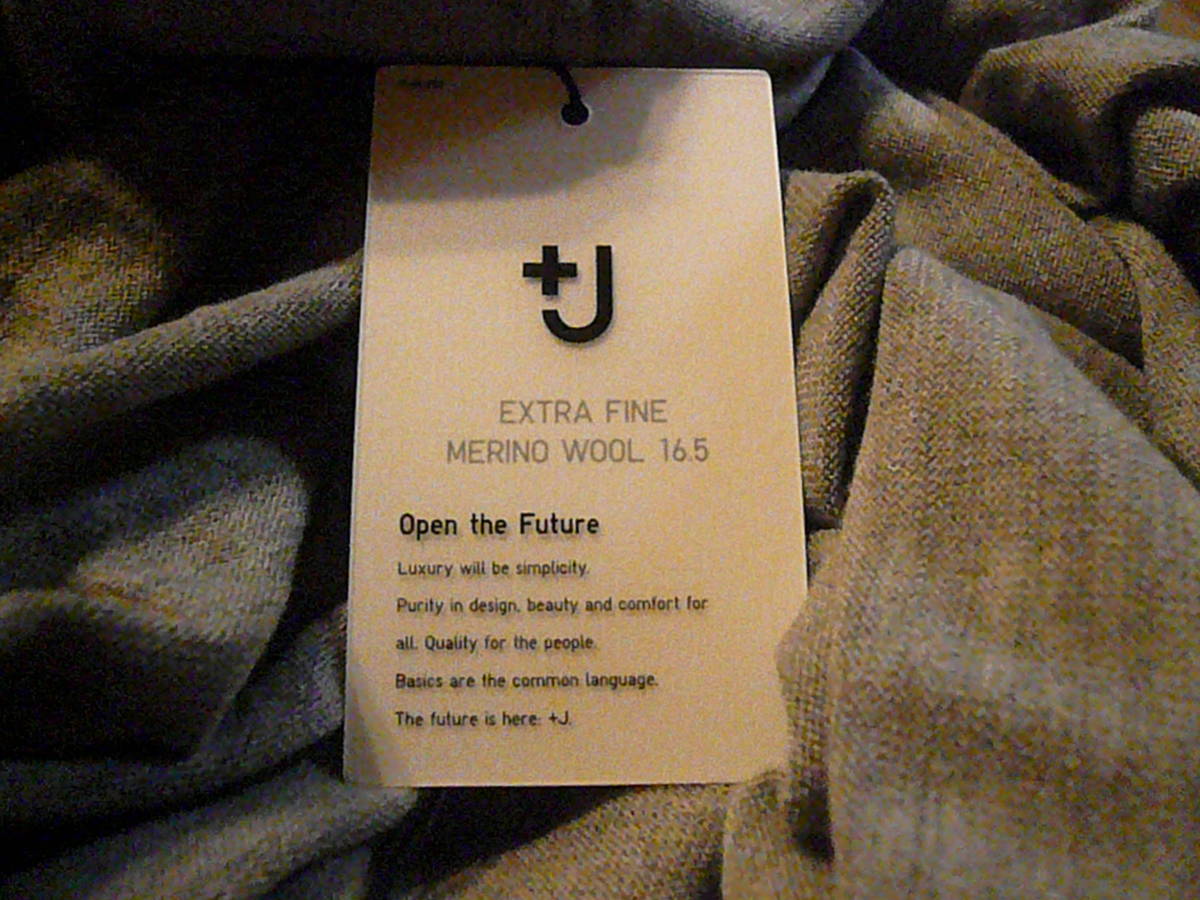 +J
EXTRA FINE
MERINO WOOL 16.5
Open the Future
Luxury will be simplicity.
Purity in design, beauty and comfort for
all. Quality for the people.
Basics are the common language.
The future is here: +J.